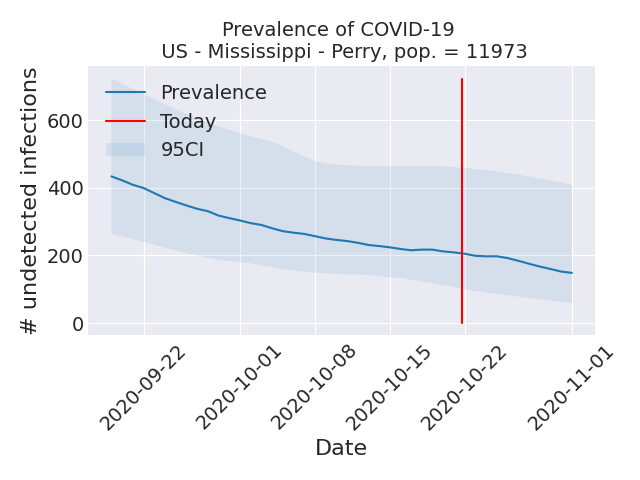 Prevalence of COVID-19
US - Mississippi - Perry, pop. = 11973
# undetected infections
600
400
200
0
Prevalence
Today
95CI
2020-09-22
2020-10-01
2020-10-08
2020-10-15
2020-10-22
2020-11-01
Date